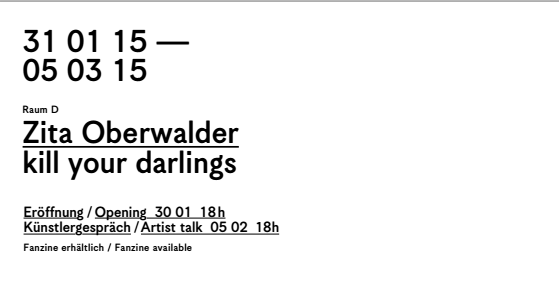 31 01 15 —
05 03 15
Raum D
Zita Oberwalder
kill your darlings
Eröffnung / Opening 30 01 18h
Künstlergespräch / Artist talk 05 02 18h
Fanzine erhältlich / Fanzine available